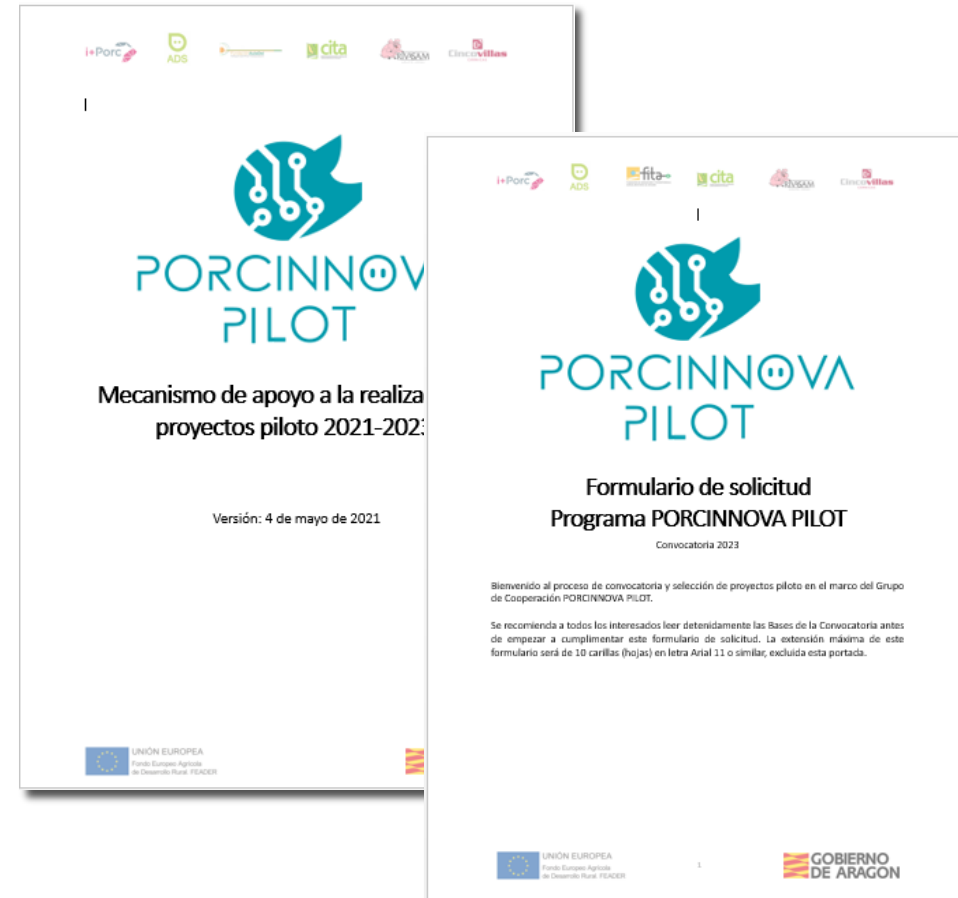 i+Porc
ADS
cita
Cincovillas
PORCINNOV
PILOT
Mecanismo de apoyo a la realiza
proyectos piloto 2021-202
Versión: 4 de mayo de 2021
UNIÓN EUROPEA
Fondo Europeo Agrícola
de Desarrollo Rural. FEADER
i+Porc
ADS
fita
cita
Cincovillas
PORCINNOVA
PILOT
Formulario de solicitud
Programa PORCINNOVA PILOT
Convocatoria 2023
Bienvenido al proceso de convocatoria y selección de proyectos piloto en el marco del Grupo
de Cooperación PORCINNOVA PILOT.
Se recomienda a todos los interesados leer detenidamente las Bases de la Convocatoria antes
de empezar a cumplimentar este formulario de solicitud. La extensión máxima de este
formulario será de 10 carillas (hojas) en letra Arial 11 o similar, excluida esta portada.
UNIÓN EUROPEA
Fondo Europeo Agrícola
de Desarrollo Rural. FEADER
1
GOBIERNO
DE ARAGON